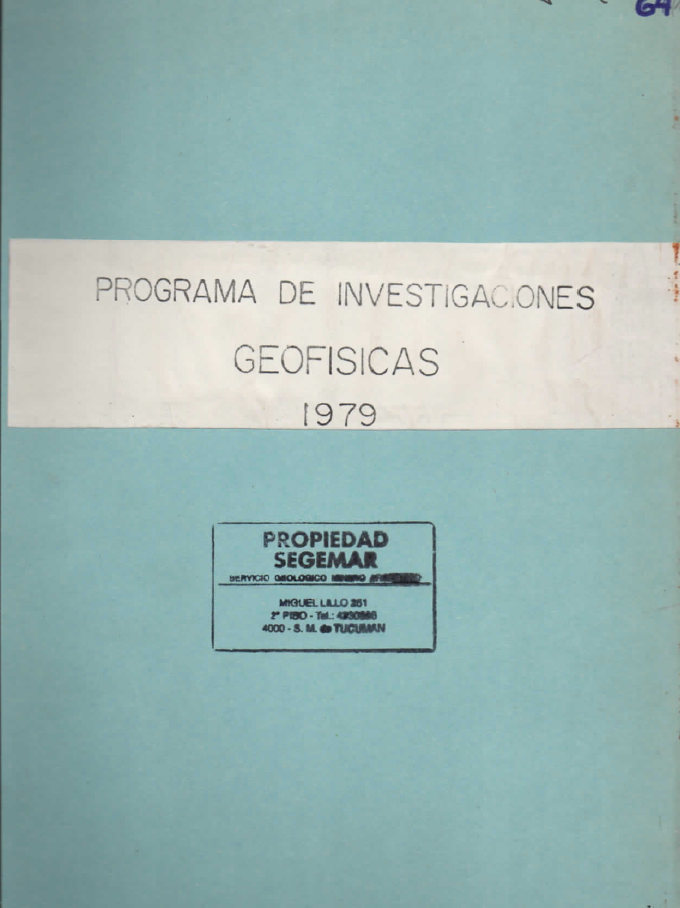 64
PROGRAMA DE INVESTIGACIONES
GEOFISICAS
1979
PROPIEDAD
SEGEMAR
SERVICIO GEOLOGICO MINERO
MIGUEL LILLO 251
2° PISO - Tel.:
4000 - S. M. de TUCUMAN